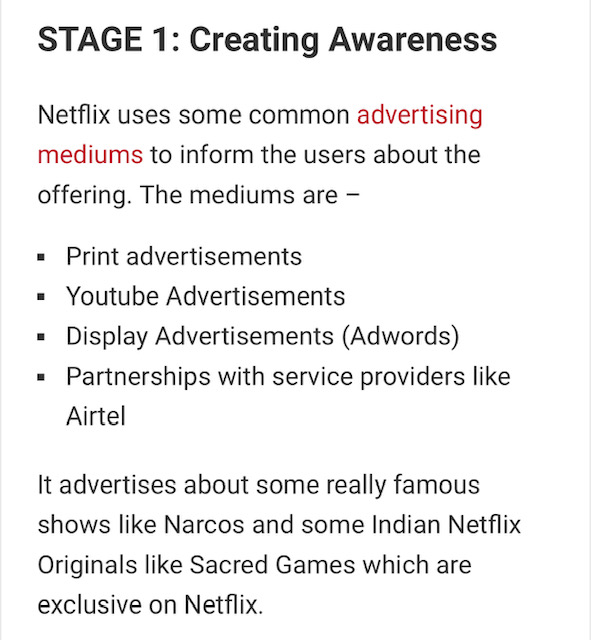 STAGE 1: Creating Awareness
Netflix uses some common advertising
mediums to inform the users about the
offering. The mediums are –
▪ Print advertisements
▪ Youtube Advertisements
▪ Display Advertisements (Adwords)
▪ Partnerships with service providers like
Airtel
It advertises about some really famous
shows like Narcos and some Indian Netflix
Originals like Sacred Games which are
exclusive on Netflix.